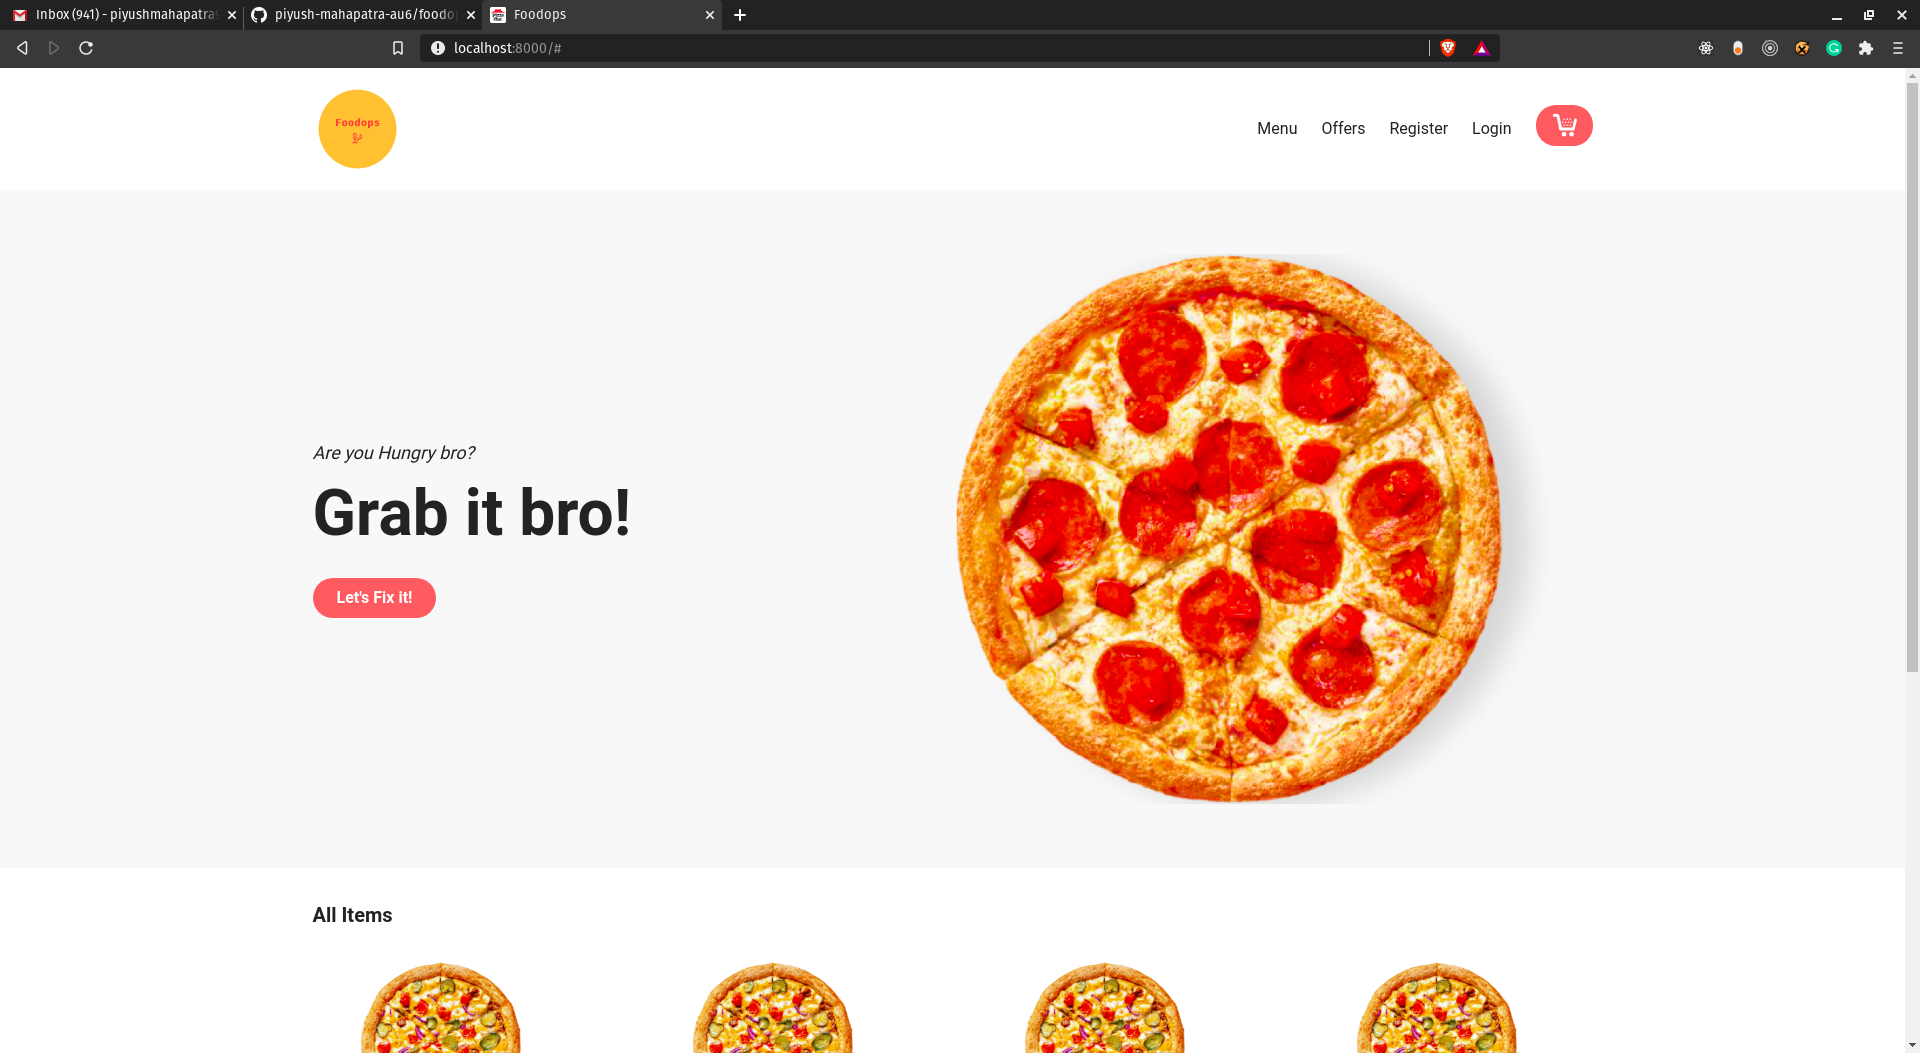 Inbox (941) - piyushmahapatra
piyush-mahapatra-au6/foodo
Foodops
localhost:8000/#
Foodops
Menu
Offers
Register
Login
Are you Hungry bro?
Grab it bro!
Let's Fix it!
All Items